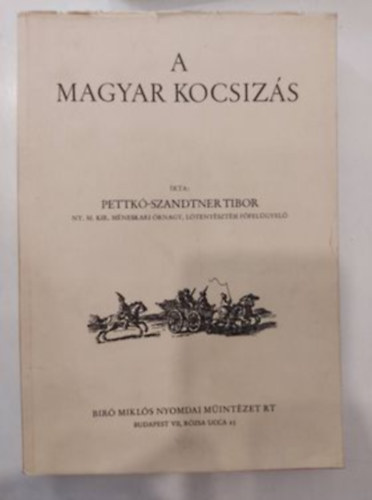 A
MAGYAR KOCSIZÁS
IRTA:
PETTKÓ-SZANDTNER TIBOR
NY. M. KIR. MÉNESKARI ŐRNAGY, LÓTENYÉSZTÉSI FŐFELÜGYELŐ
BIRÓ MIKLÓS NYOMDAI MŰINTÉZET RT
BUDAPEST VII, RÓZSA UCCA 25